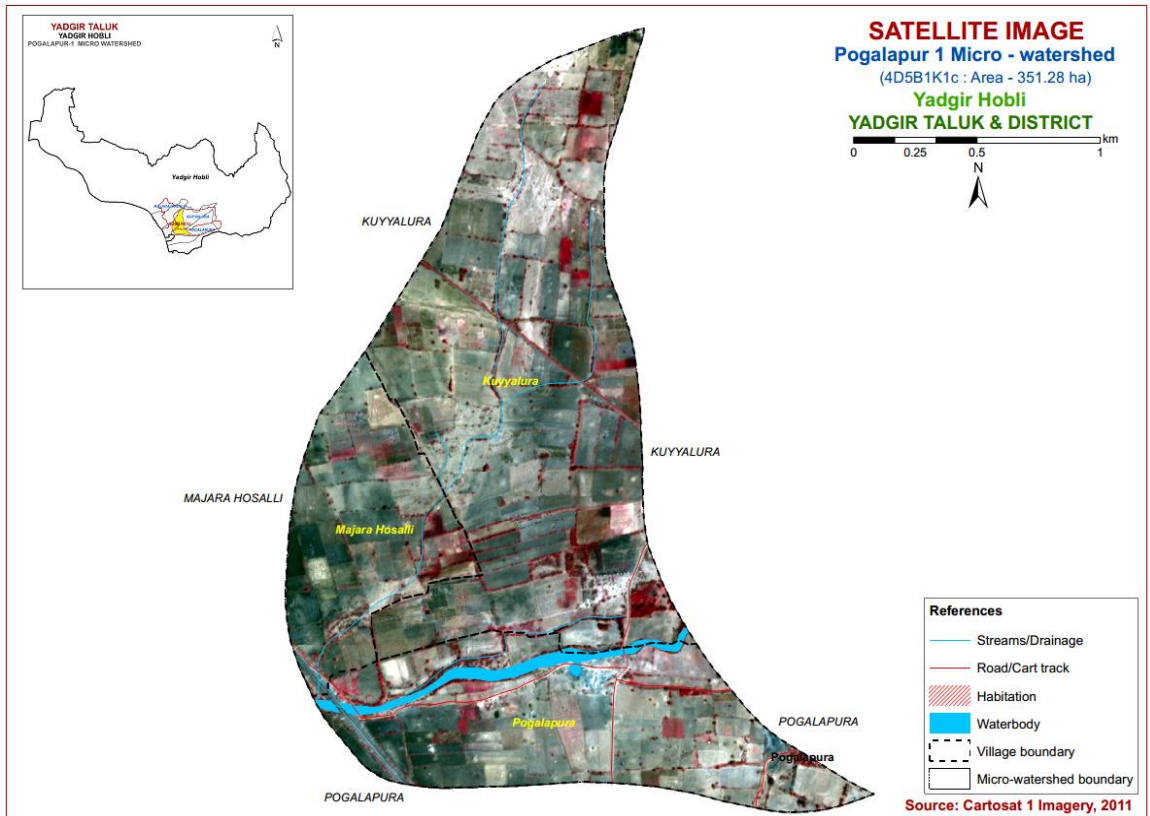 YADGIR TALUK
YADGIR HOBLI
POGALAPUR-1 MICRO WATERSHED
N
Yadgir Hobli
SATELLITE IMAGE
Pogalapur 1 Micro - watershed
(4D5B1K1c : Area - 351.28 ha)
Yadgir Hobli
YADGIR TALUK & DISTRICT
km
0 0.25 0.5 1
N
KUYYALURA
Kuyyalura
KUYYALURA
MAJARA HOSALLI
Majara Hosalli
Pogalapura
POGALAPURA
Pogalapura
POGALAPURA
References
Streams/Drainage
Road/Cart track
Habitation
Waterbody
Village boundary
Micro-watershed boundary
Source: Cartosat 1 Imagery, 2011